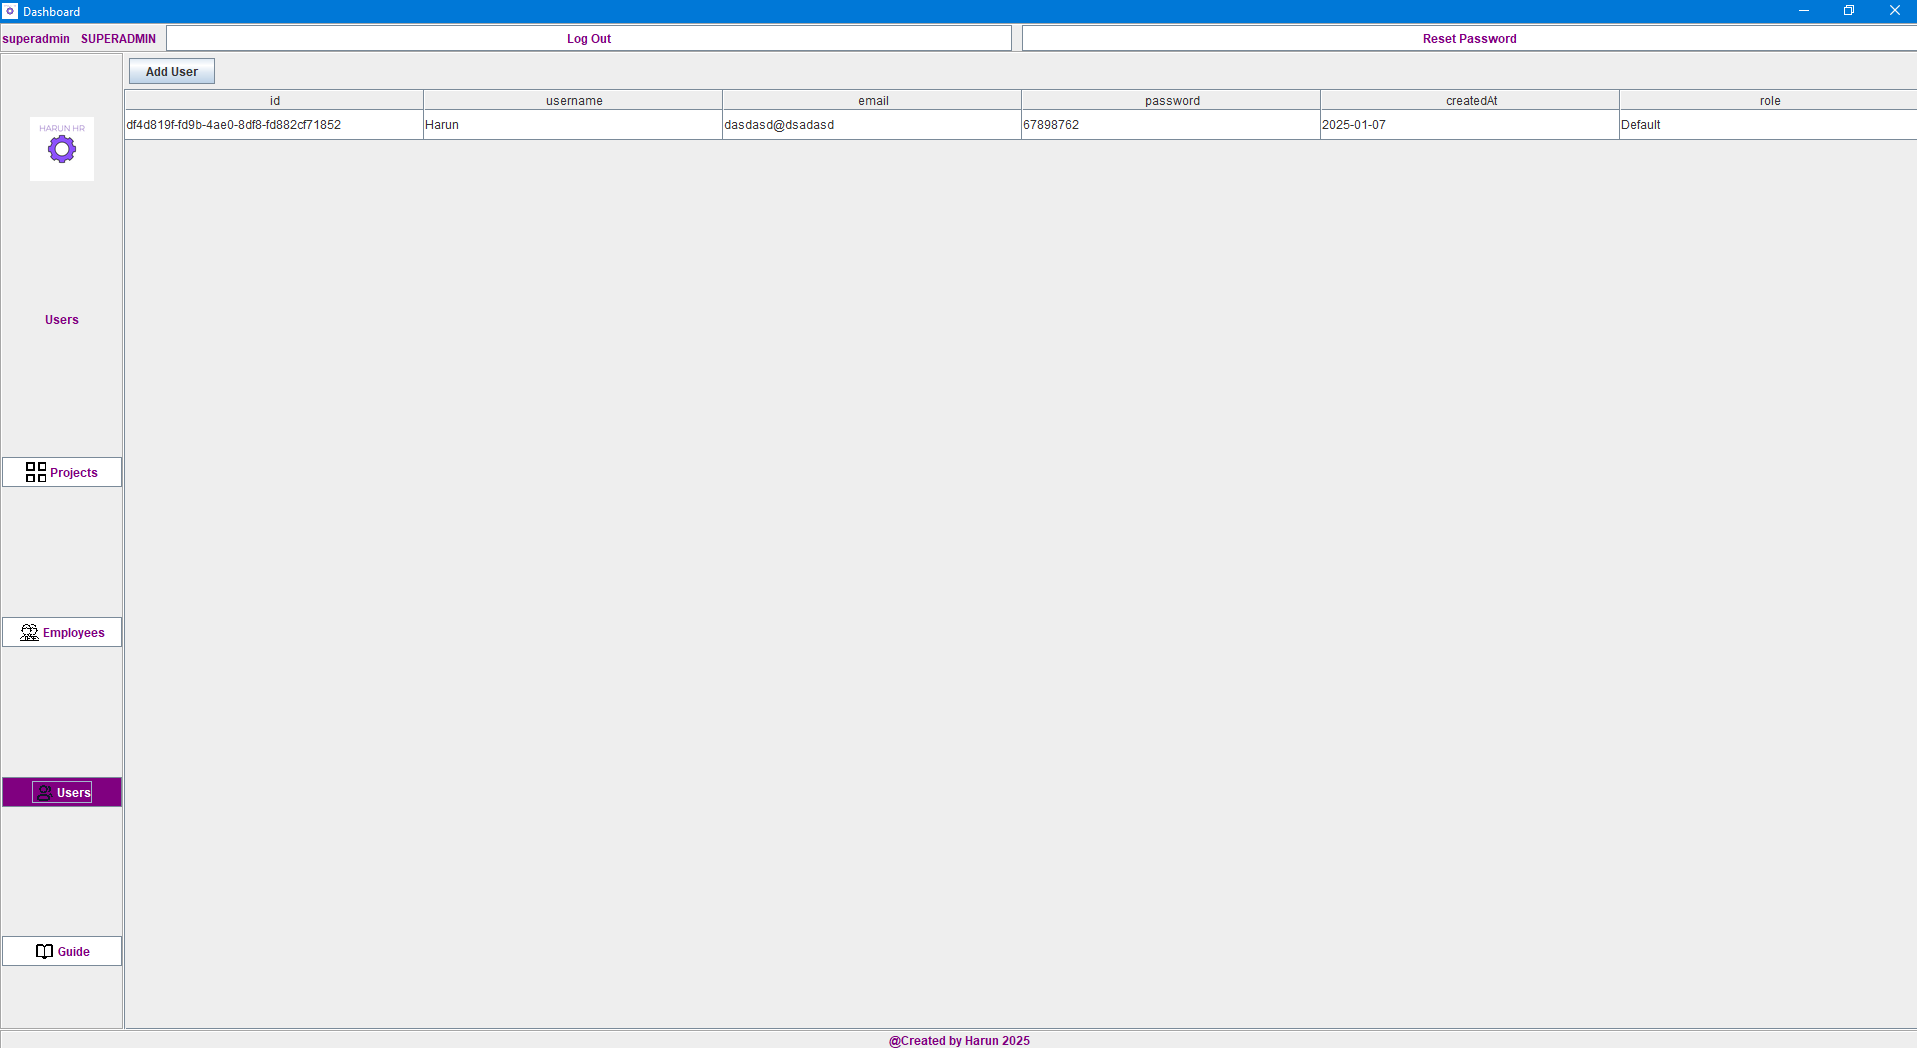 Dashboard
superadmin SUPERADMIN Log Out Reset Password
Add User
id username email password createdAt role
df4d819f-fd9b-4ae0-8df8-fd882cf71852 Harun dasdasd@dsadasd 67898762 2025-01-07 Default
HARUN HR
Users
Projects
Employees
Users
Guide
@Created by Harun 2025